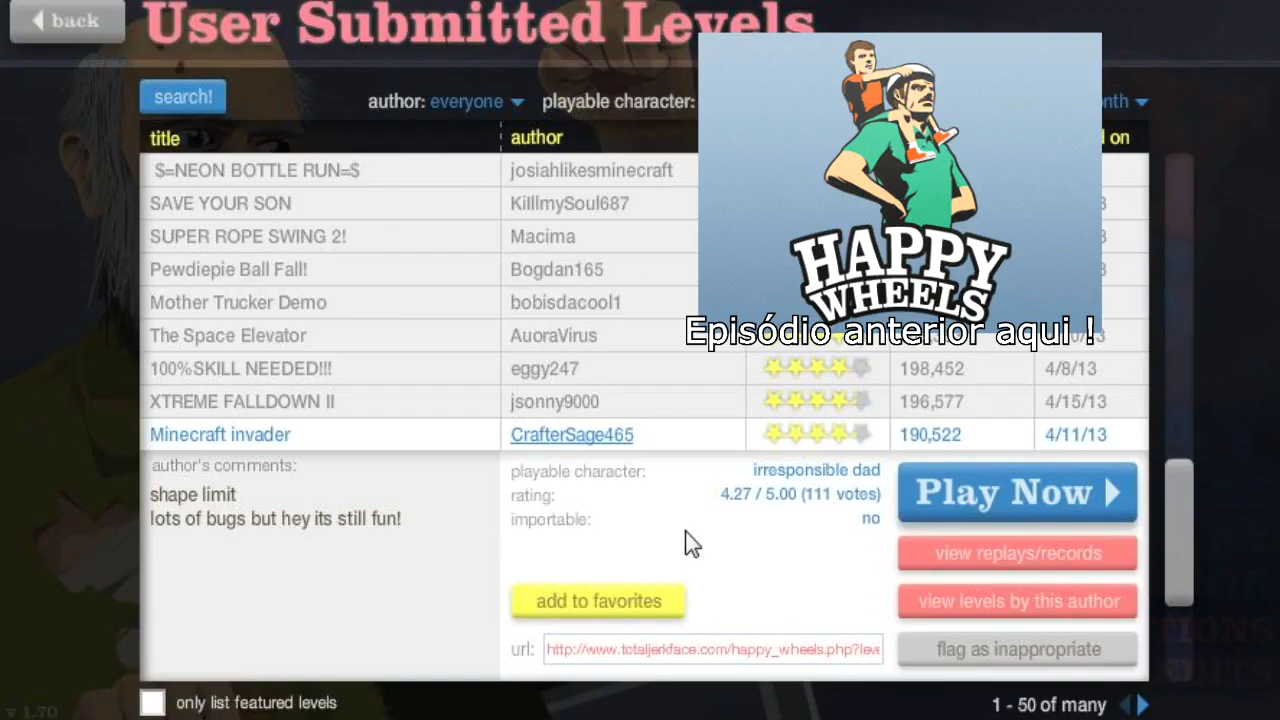 back
User Submitted Levels
search!
author: everyone
playable character:
nth
title
author
d on
$=NEON BOTTLE RUN=$
josiahlikesminecraft
SAVE YOUR SON
KiIllmySoul687
SUPER ROPE SWING 2!
Macima
Pewdiepie Ball Fall!
Bogdan165
Mother Trucker Demo
bobisdacool1
The Space Elevator
AuoraVirus
HAPPY
WHEELS
Episódio anterior aqui !
100%SKILL NEEDED!!!
eggy247
198,452
4/8/13
XTREME FALLDOWN II
jsonny9000
196,577
4/15/13
Minecraft invader
CrafterSage465
190,522
4/11/13
author's comments:
shape limit
lots of bugs but hey its still fun!
playable character: irresponsible dad
rating: 4.27 / 5.00 (111 votes)
importable: no
add to favorites
url: http://www.totaljerkface.com/happy_wheels.php?leve
Play Now
view replays/records
view levels by this author
flag as inappropriate
only list featured levels
1 - 50 of many
v 1.70